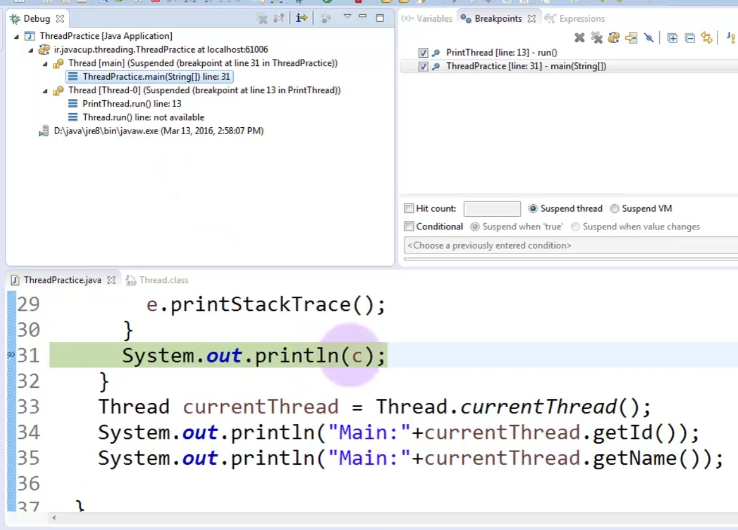 Debug
ThreadPractice [Java Application]
ir.javacup.threading.ThreadPractice at localhost:61006
Thread [main] (Suspended (breakpoint at line 31 in ThreadPractice))
ThreadPractice.main(String[]) line: 31
Thread [Thread-0] (Suspended (breakpoint at line 13 in PrintThread))
PrintThread.run() line: 13
Thread.run() line: not available
D:\java\jre8\bin\javaw.exe (Mar 13, 2016, 2:58:07 PM)
(x)= Variables Breakpoints Expressions
PrintThread [line: 13] - run()
ThreadPractice [line: 31] - main(String[])
Hit count: Suspend thread Suspend VM
Conditional Suspend when 'true' Suspend when value changes
<Choose a previously entered condition>
ThreadPractice.java Thread.class
29 e.printStackTrace();
30 }
31 System.out.println(c);
32 }
33 Thread currentThread = Thread.currentThread();
34 System.out.println("Main:"+currentThread.getId());
35 System.out.println("Main:"+currentThread.getName());
36
37 }